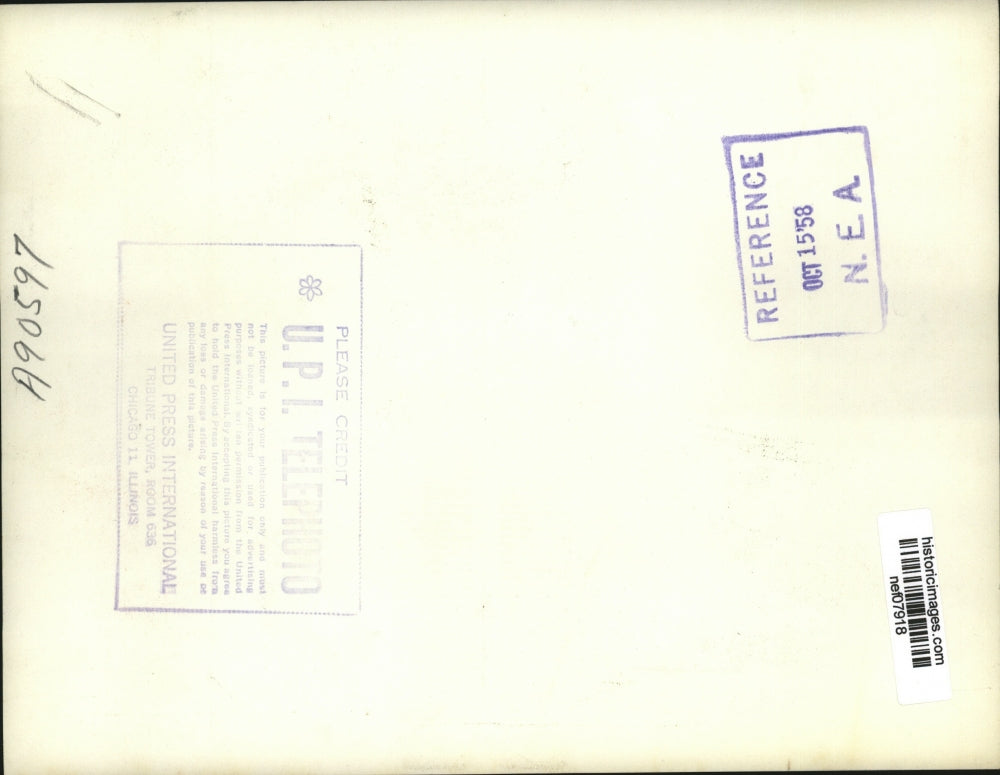 A90597
PLEASE CREDIT
U.P.I. TELEPHOTO
This picture is for your publication only and must
not be loaned, syndicated or used for advertising
purposes without written permission from the United
Press International. By accepting this picture you agree
to hold the United Press International harmless from
any loss or damage arising by reason of your use of
publication of this picture.
UNITED PRESS INTERNATIONAL
TRIBUNE TOWER, ROOM 636
CHICAGO 11, ILLINOIS
REFERENCE
OCT 15'58
N. E. A.
historicimages.com
nef07918